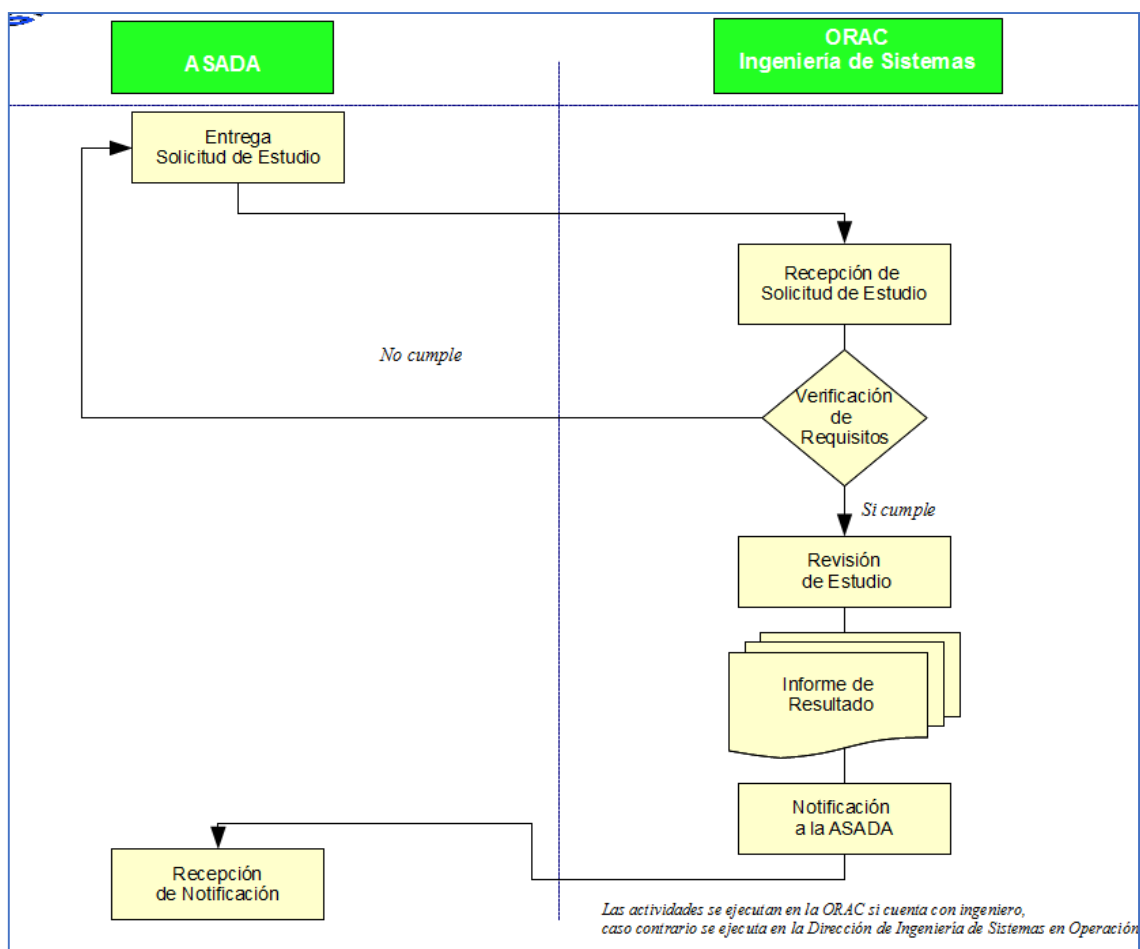 ASADA
ORAC
Ingeniería de Sistemas
Entrega
Solicitud de Estudio
Recepción de
Solicitud de Estudio
No cumple
Verificación
de
Requisitos
Si cumple
Revisión
de Estudio
Informe de
Resultado
Notificación
a la ASADA
Recepción
de Notificación
Las actividades se ejecutan en la ORAC si cuenta con ingeniero,
caso contrario se ejecuta en la Dirección de Ingeniería de Sistemas en Operación